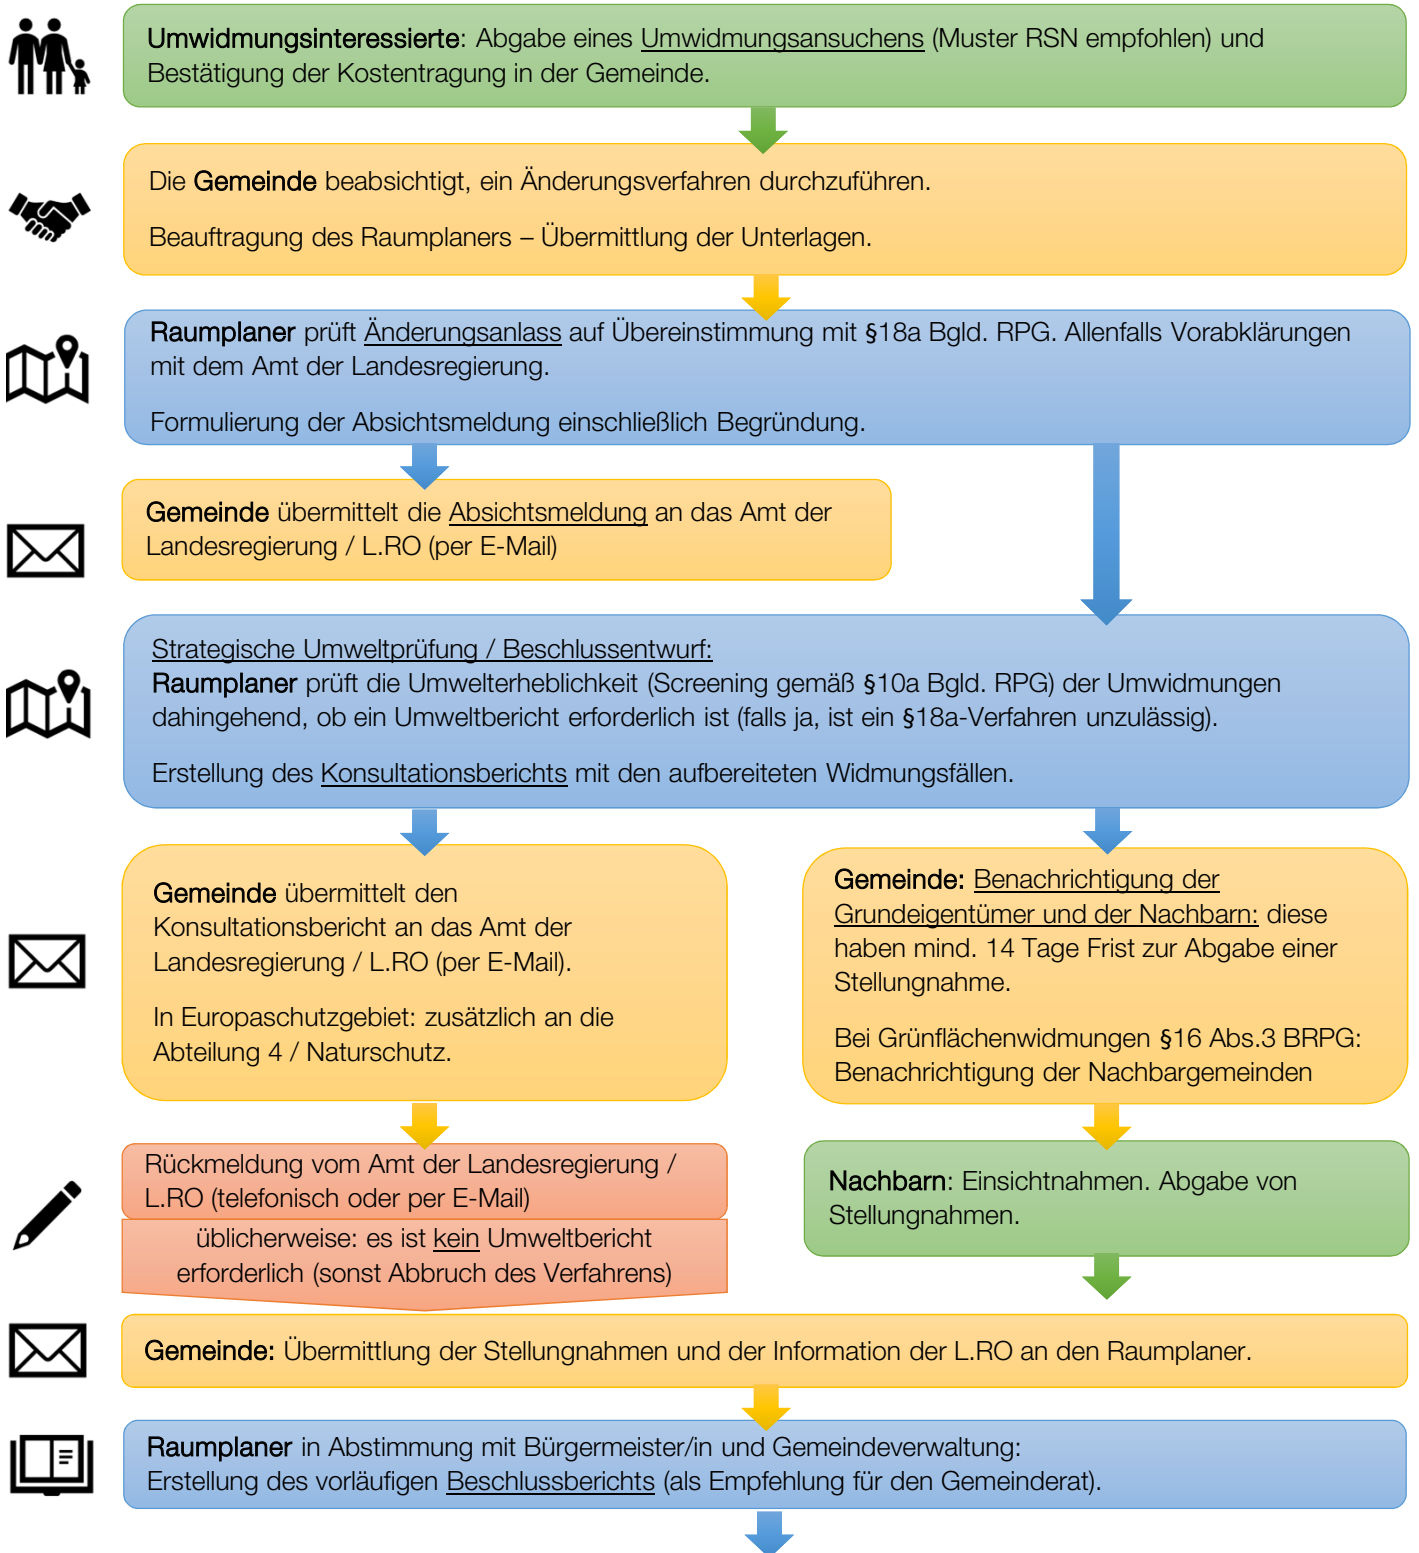 Umwidmungsinteressierte: Abgabe eines Umwidmungsansuchens (Muster RSN empfohlen) und
Bestätigung der Kostentragung in der Gemeinde.
Die Gemeinde beabsichtigt, ein Änderungsverfahren durchzuführen.
Beauftragung des Raumplaners – Übermittlung der Unterlagen.
Raumplaner prüft Änderungsanlass auf Übereinstimmung mit §18a Bgld. RPG. Allenfalls Vorabklärungen
mit dem Amt der Landesregierung.
Formulierung der Absichtsmeldung einschließlich Begründung.
Gemeinde übermittelt die Absichtsmeldung an das Amt der
Landesregierung / L.RO (per E-Mail)
Strategische Umweltprüfung / Beschlussentwurf:
Raumplaner prüft die Umwelterheblichkeit (Screening gemäß §10a Bgld. RPG) der Umwidmungen
dahingehend, ob ein Umweltbericht erforderlich ist (falls ja, ist ein §18a-Verfahren unzulässig).
Erstellung des Konsultationsberichts mit den aufbereiteten Widmungsfällen.
Gemeinde übermittelt den
Konsultationsbericht an das Amt der
Landesregierung / L.RO (per E-Mail).
In Europaschutzgebiet: zusätzlich an die
Abteilung 4 / Naturschutz.
Gemeinde: Benachrichtigung der
Grundeigentümer und der Nachbarn: diese
haben mind. 14 Tage Frist zur Abgabe einer
Stellungnahme.
Bei Grünflächenwidmungen §16 Abs.3 BRPG:
Benachrichtigung der Nachbargemeinden
Rückmeldung vom Amt der Landesregierung /
L.RO (telefonisch oder per E-Mail)
üblicherweise: es ist kein Umweltbericht
erforderlich (sonst Abbruch des Verfahrens)
Nachbarn: Einsichtnahmen. Abgabe von
Stellungnahmen.
Gemeinde: Übermittlung der Stellungnahmen und der Information der L.RO an den Raumplaner.
Raumplaner in Abstimmung mit Bürgermeister/in und Gemeindeverwaltung:
Erstellung des vorläufigen Beschlussberichts (als Empfehlung für den Gemeinderat).